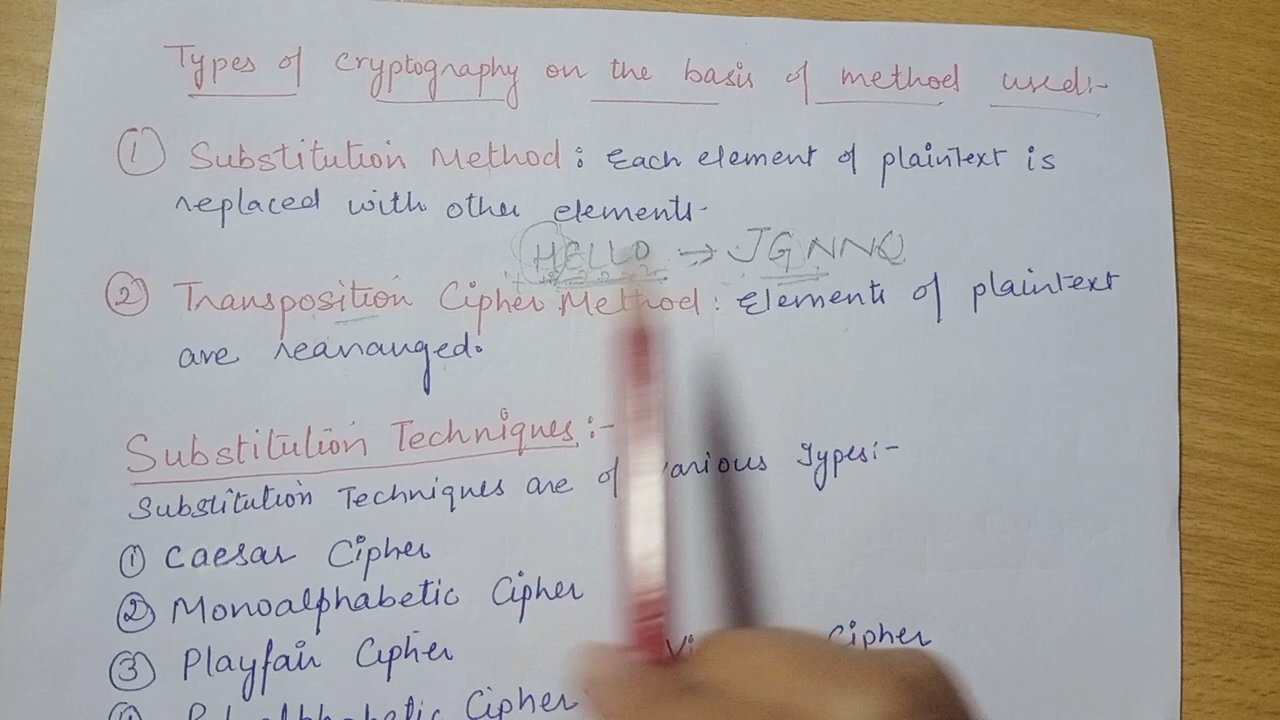 Types of cryptography on the basis of method used:-
① Substitution Method: Each element of plaintext is
replaced with other elements.
HELLO → JGNNQ
② Transposition Cipher Method: Elements of plaintext
are rearranged.
Substitution Techniques:-
Substitution Techniques are of various Types:-
① Caesar Cipher
② Monoalphabetic Cipher
③ Playfair Cipher
Cipher
Cipher